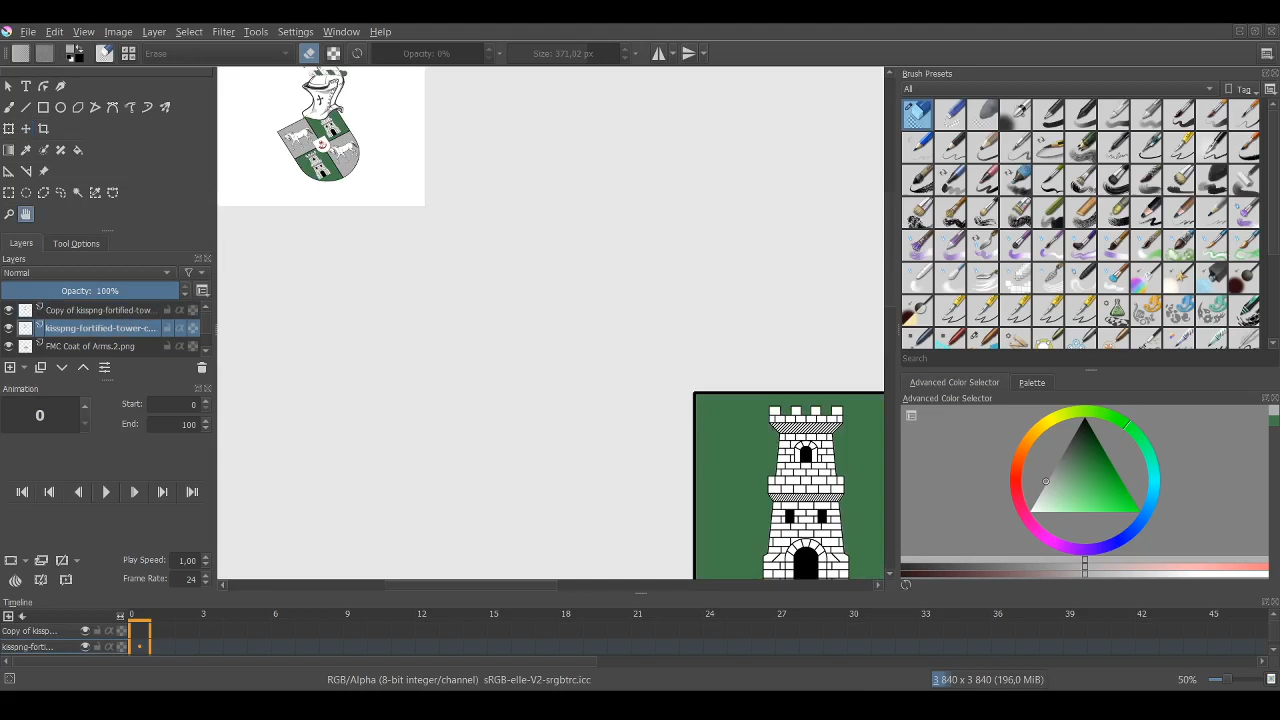 File Edit View Image Layer Select Filter Tools Settings Window Help
Erase Opacity: 0% Size: 371,02 px
Brush Presets
All Tag
Layers Tool Options
Layers
Normal
Opacity: 100%
Copy of kisspng-fortified-tow...
kisspng-fortified-tower-c...
FMC Coat of Arms.2.png
Search
Animation
Advanced Color Selector Palette
Advanced Color Selector
0 Start: 0
End: 100
Play Speed: 1,00
Frame Rate: 24
Timeline
0 3 6 9 12 15 18 21 24 27 30 33 36 39 42 45
Copy of kissp...
kisspng-forti...
RGB/Alpha (8-bit integer/channel) sRGB-elle-V2-srgbtrc.icc 3 840 x 3 840 (196,0 MiB) 50%